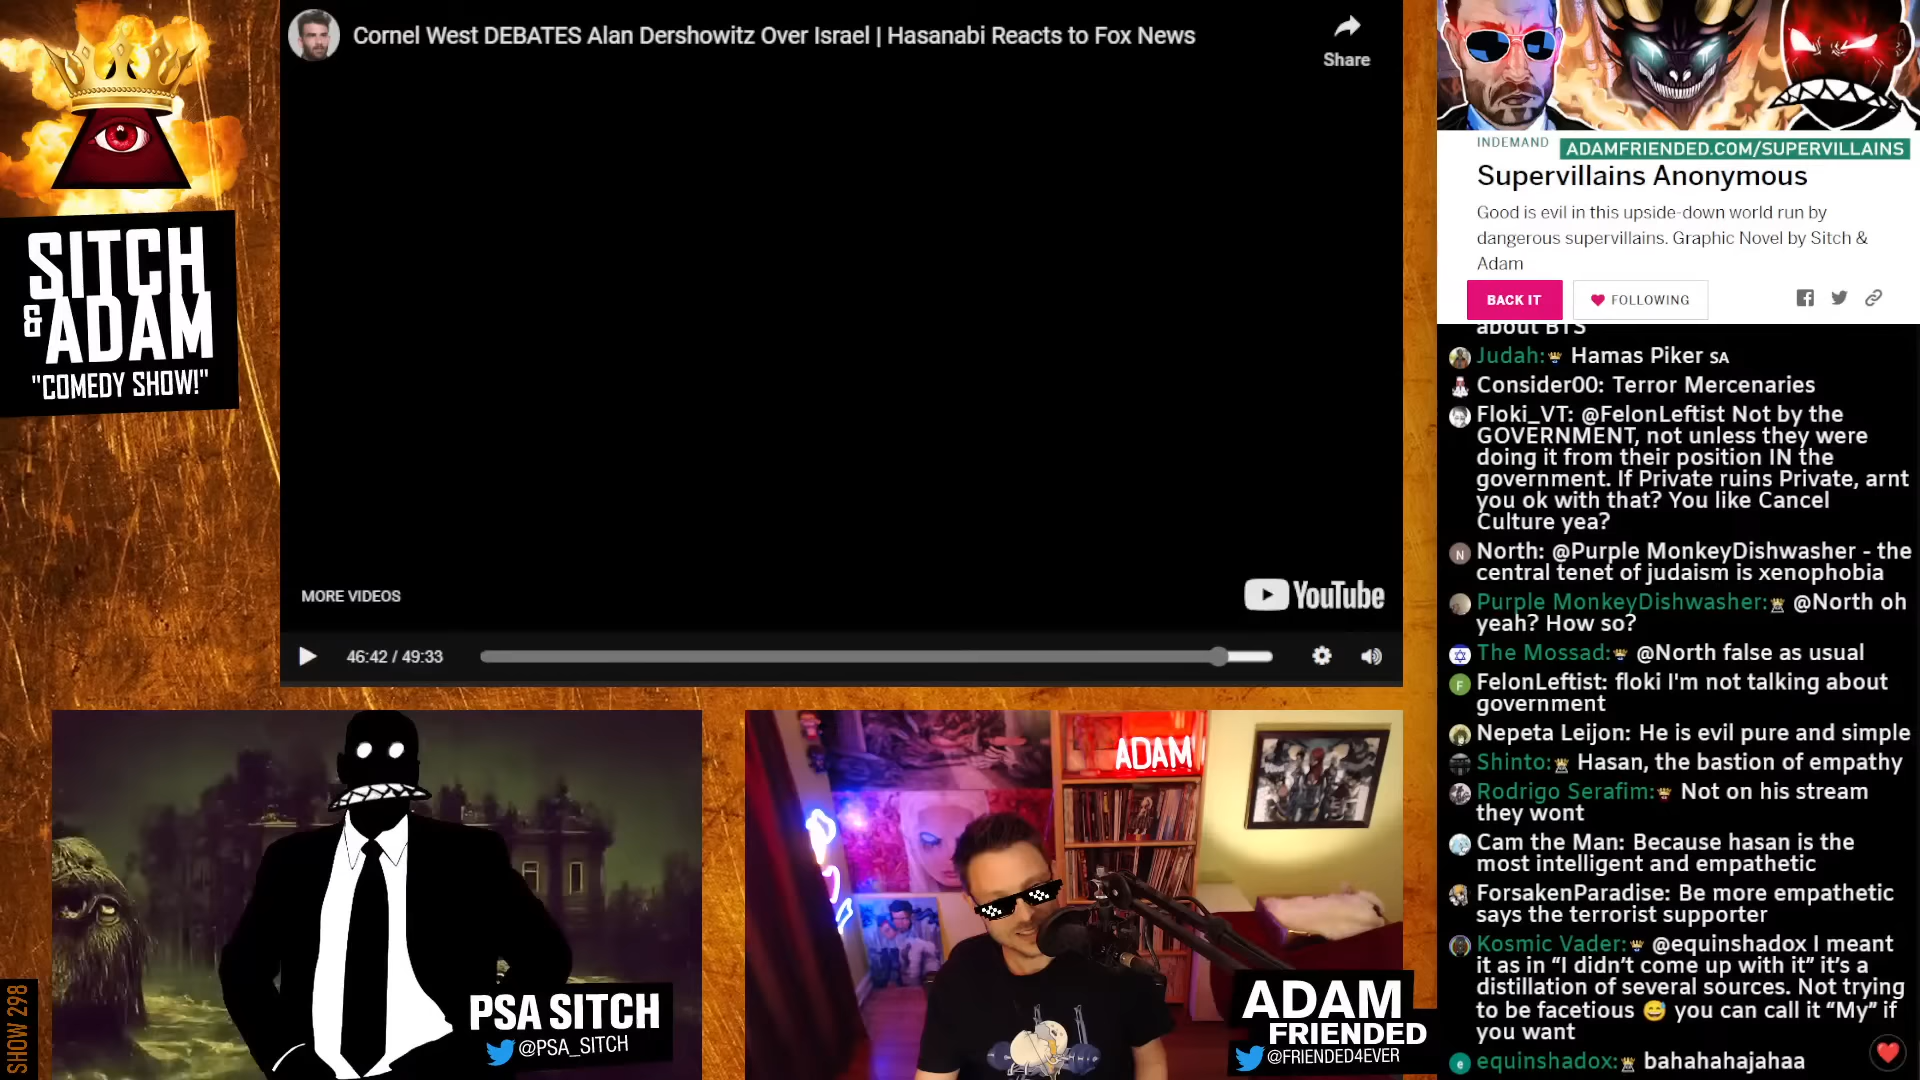 Cornel West DEBATES Alan Dershowitz Over Israel | Hasanabi Reacts to Fox News
Share
MORE VIDEOS
YouTube
46:42 / 49:33
SITCH
& ADAM
"COMEDY SHOW!"
SHOW 298
PSA SITCH
@PSA_SITCH
ADAM
ADAM
FRIENDED
@FRIENDED4EVER
INDEMAND
ADAMFRIENDED.COM/SUPERVILLAINS
Supervillains Anonymous
Good is evil in this upside-down world run by
dangerous supervillains. Graphic Novel by Sitch &
Adam
BACK IT
FOLLOWING
about BTS
Judah: Hamas Piker SA
Consider00: Terror Mercenaries
Floki_VT: @FelonLeftist Not by the
GOVERNMENT, not unless they were
doing it from their position IN the
government. If Private ruins Private, arnt
you ok with that? You like Cancel
Culture yea?
N
North: @Purple MonkeyDishwasher - the
central tenet of judaism is xenophobia
Purple MonkeyDishwasher: @North oh
yeah? How so?
The Mossad: @North false as usual
F
FelonLeftist: floki I'm not talking about
government
Nepeta Leijon: He is evil pure and simple
Shinto: Hasan, the bastion of empathy
Rodrigo Serafim: Not on his stream
they wont
Cam the Man: Because hasan is the
most intelligent and empathetic
ForsakenParadise: Be more empathetic
says the terrorist supporter
Kosmic Vader: @equinshadox I meant
it as in “I didn’t come up with it” it’s a
distillation of several sources. Not trying
to be facetious 😅 you can call it “My” if
you want
e
equinshadox: bahahahajahaa